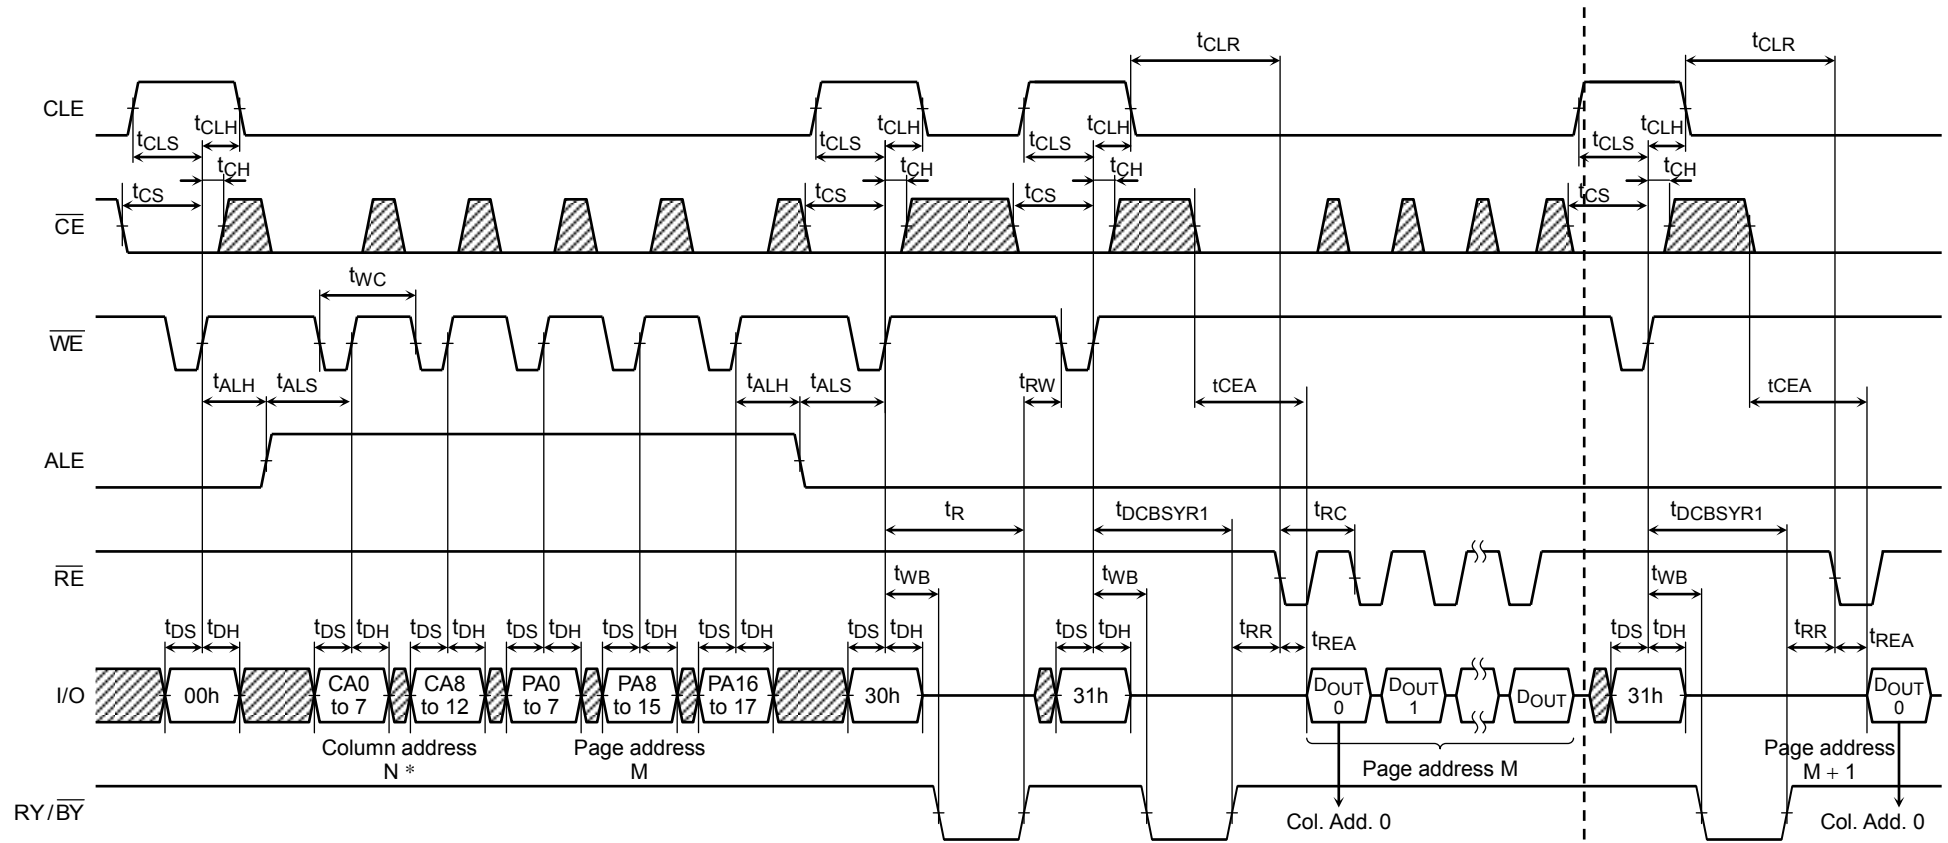 tCLR tCLR
CLE
tCLH tCLH tCLH tCLH
tCLS tCLS tCLS tCLS
tCH tCH tCH tCH
tCS tCS tCS tCS
CE
tWC
WE
tALH tALS tALH tALS tRW tCEA tCEA
ALE
tR tDCBSYR1 tRC tDCBSYR1
RE
tWB tWB tWB
tDS tDH tDS tDH tDS tDH tDS tDH tDS tDH tDS tDH tDS tDH tDS tDH tRR tREA tDS tDH tRR tREA
I/O
00h
CA0
to 7
CA8
to 12
PA0
to 7
PA8
to 15
PA16
to 17
30h
31h
DOUT
0
DOUT
1
DOUT
31h
DOUT
0
Column address
N *
Page address
M
Page address M
Page address
M + 1
RY/BY
Col. Add. 0
Col. Add. 0